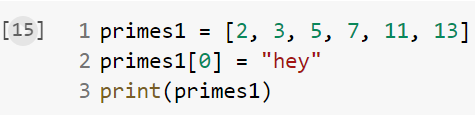 [15] 1 primes1 = [2, 3, 5, 7, 11, 13]
2 primes1[0] = "hey"
3 print(primes1)